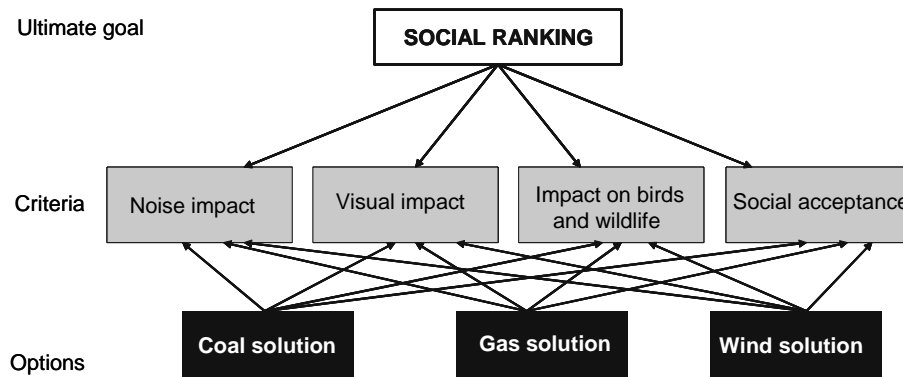 Ultimate goal
SOCIAL RANKING
Criteria
Noise impact
Visual impact
Impact on birds
and wildlife
Social acceptance
Options
Coal solution
Gas solution
Wind solution